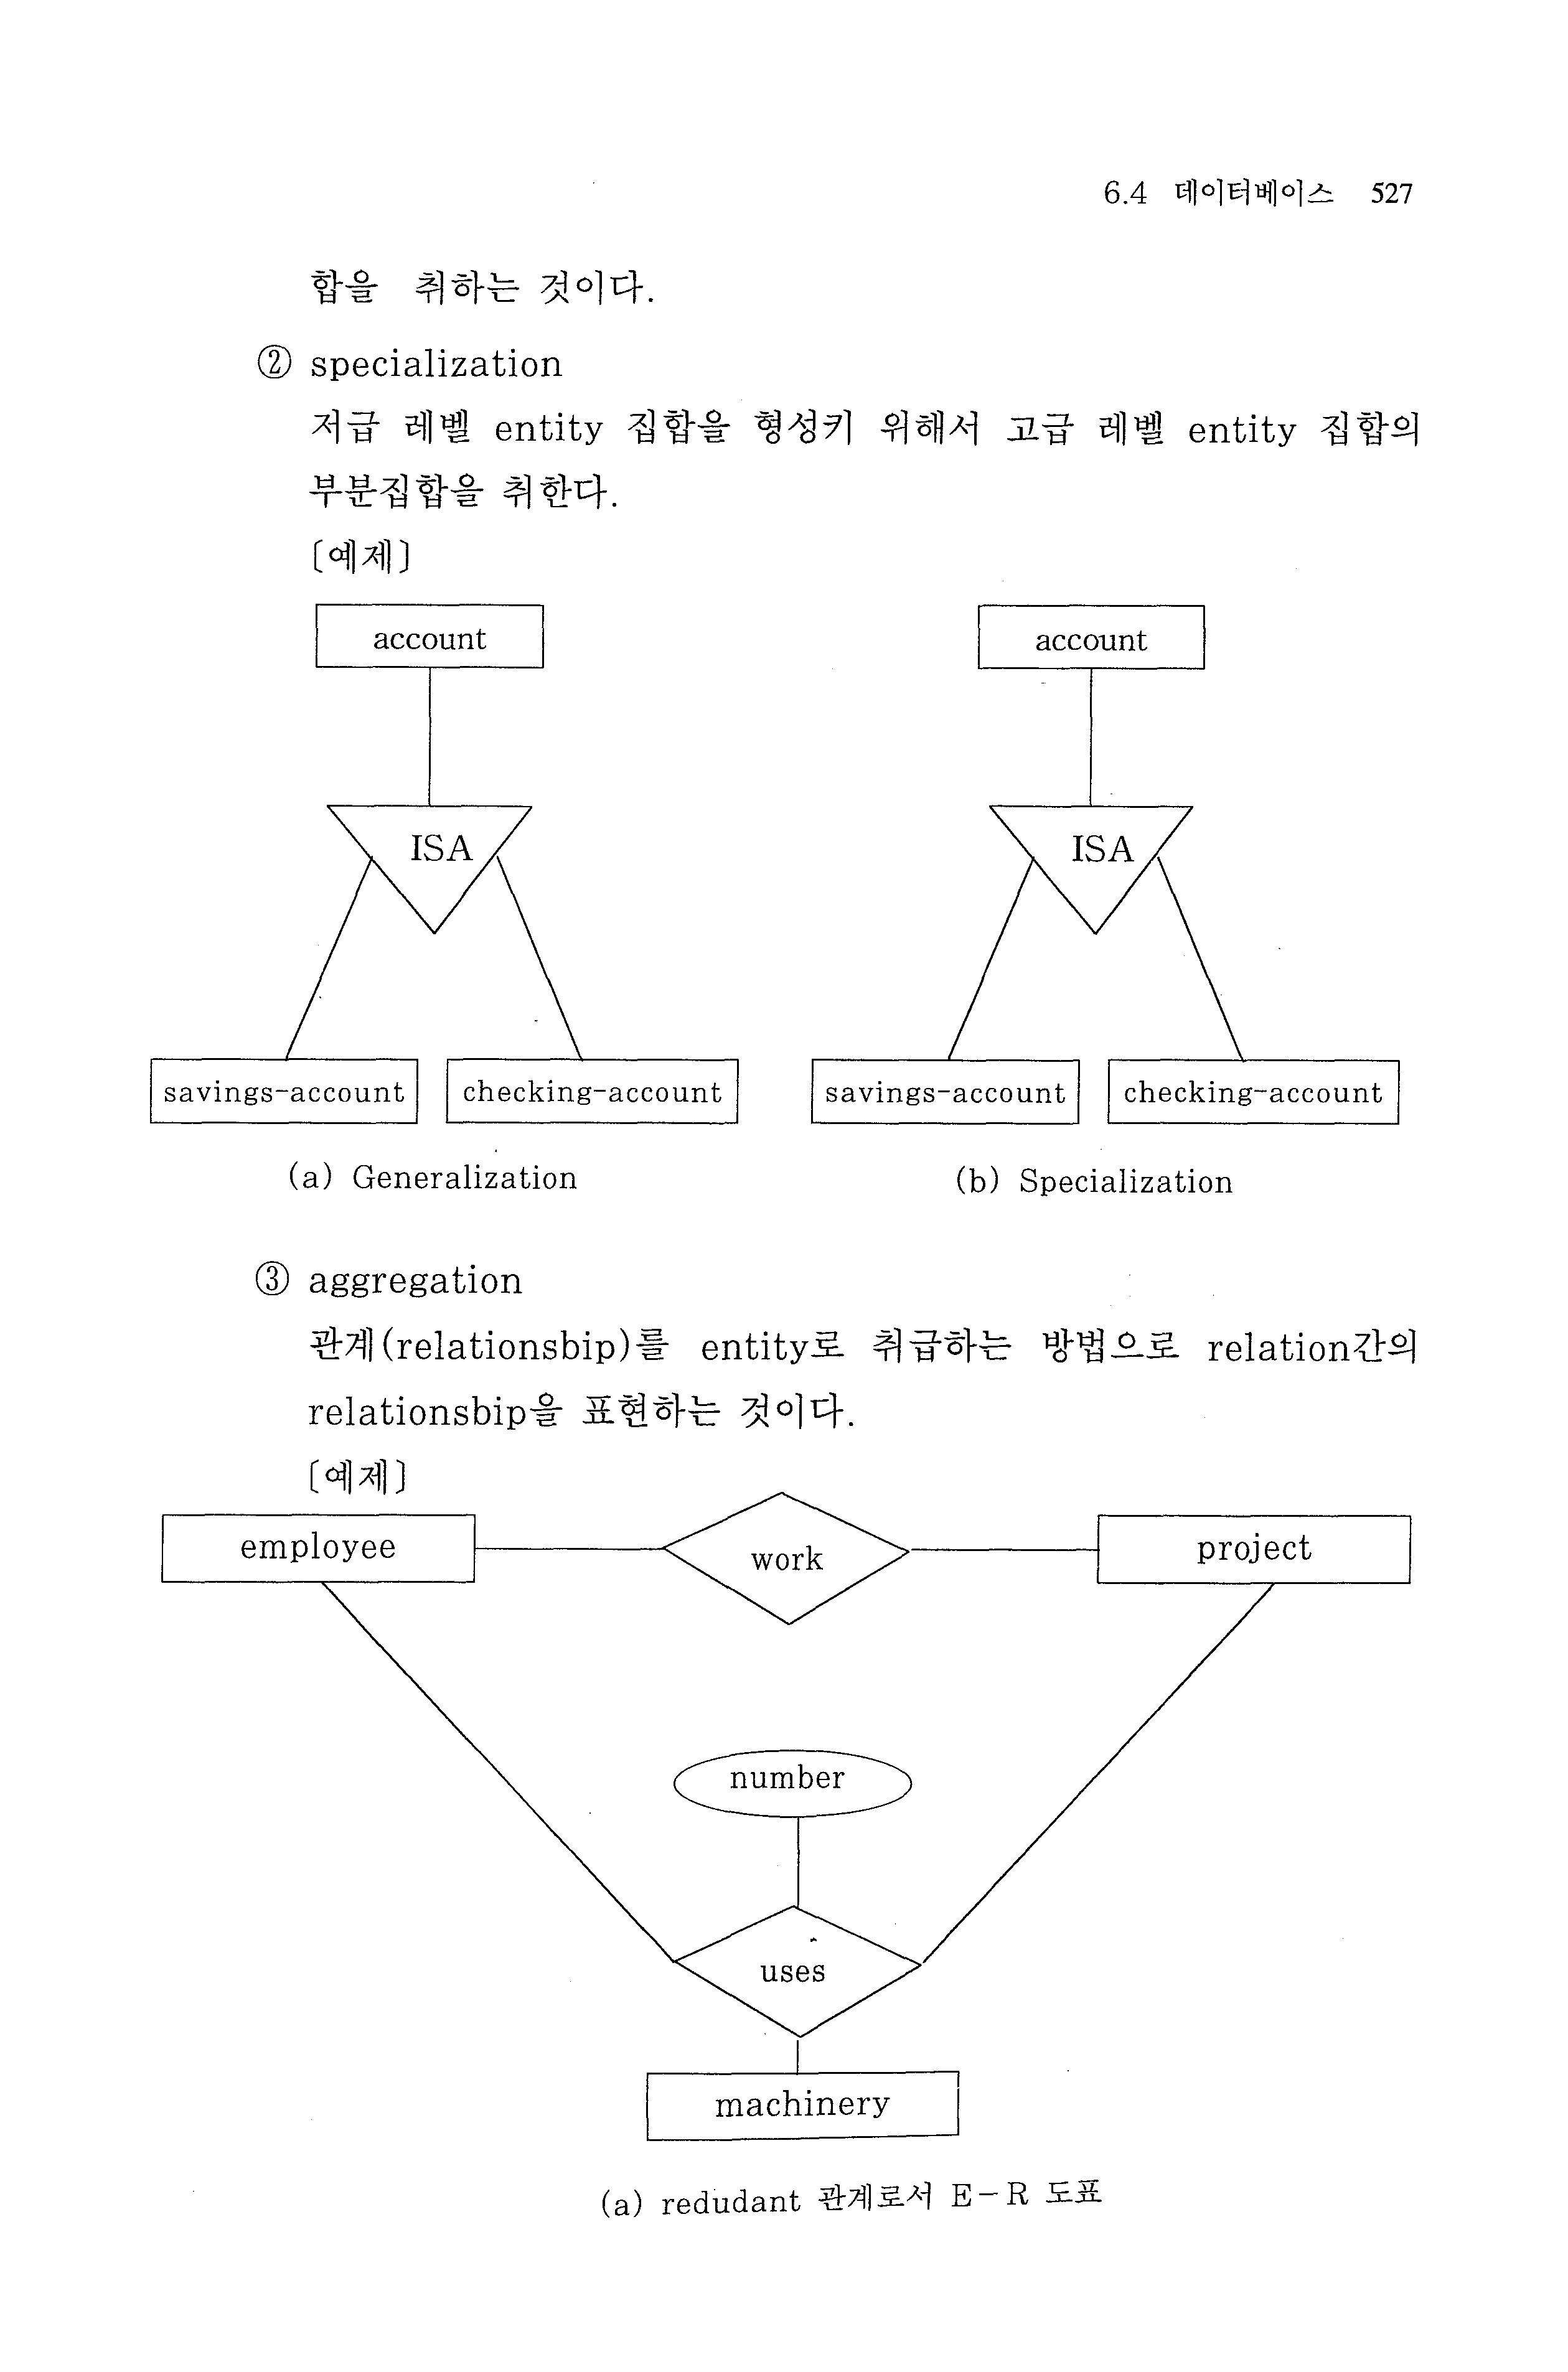 6.4 데이터베이스 527
합을 취하는 것이다.
② specialization
저급 레벨 entity 집합을 형성키 위해서 고급 레벨 entity 집합의
부분집합을 취한다.
〔예제〕
account account
ISA ISA
savings-account checking-account savings-account checking-account
(a) Generalization (b) Specialization
③ aggregation
관계(relationsbip)를 entity로 취급하는 방법으로 relation간의
relationsbip을 표현하는 것이다.
〔예제〕
employee work project
number
uses
machinery
(a) redudant 관계로서 E-R 도표